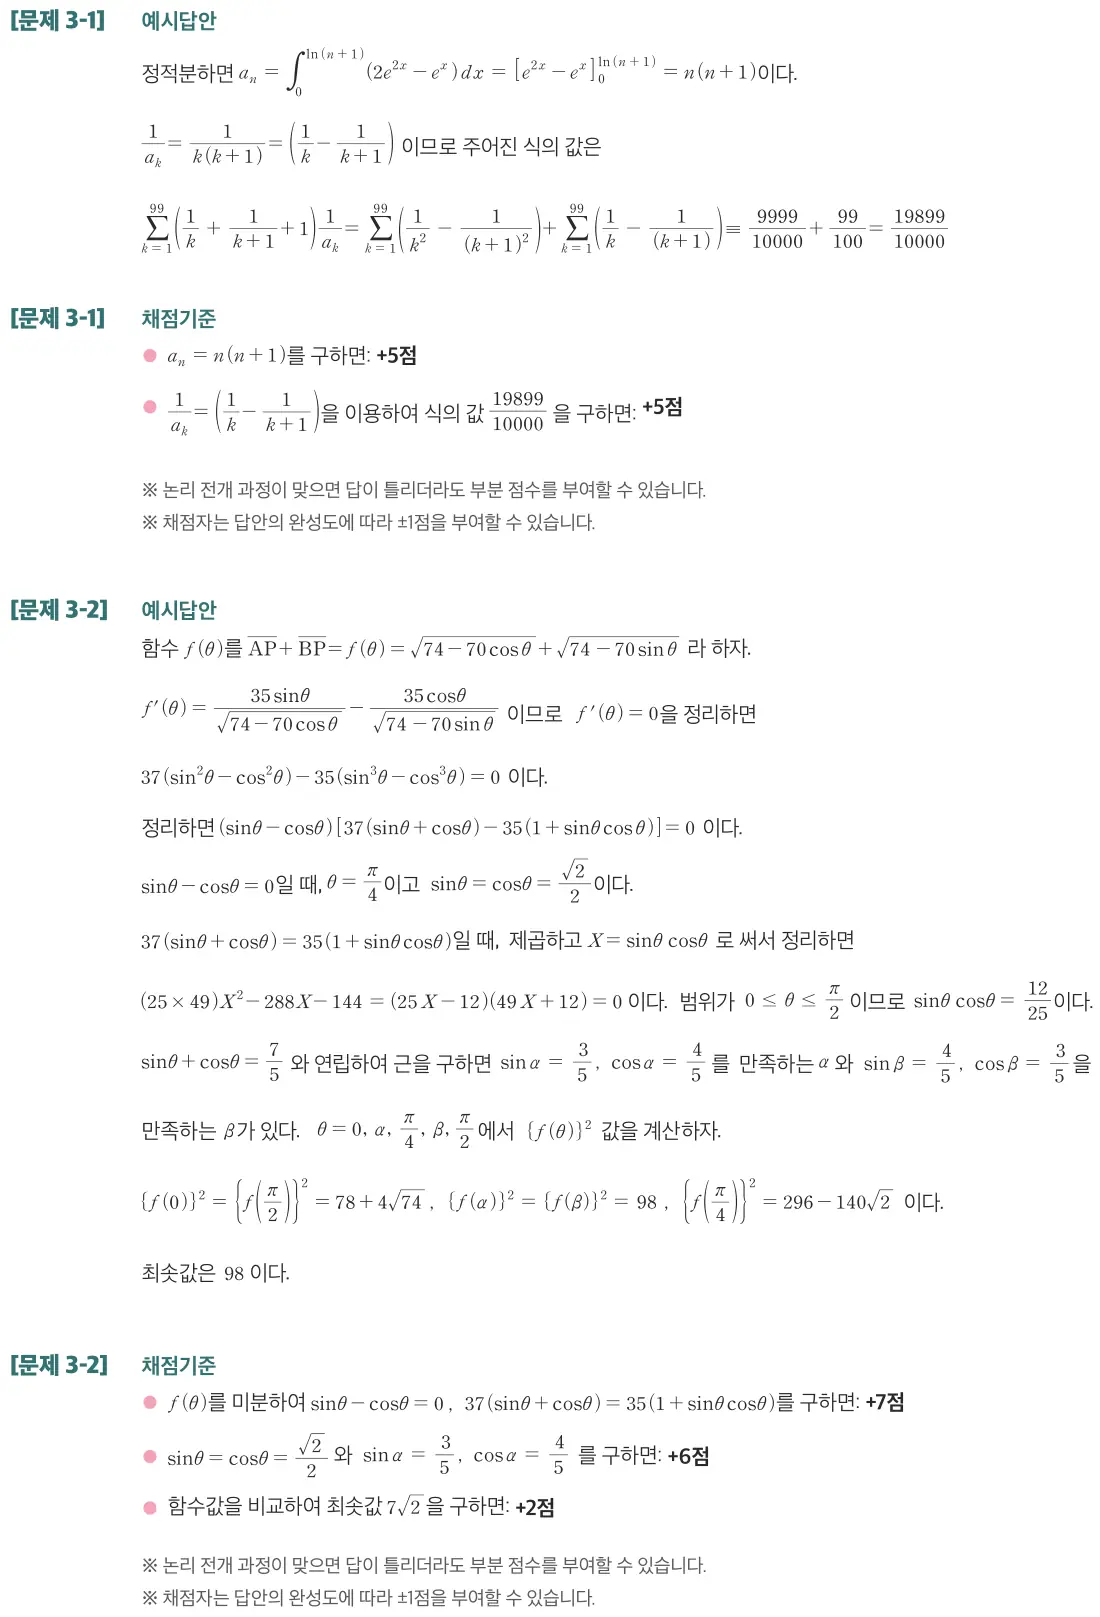 [문제 3-1] 예시답안
정적분하면 aₙ = ∫₀^{ln(n+1)} (2e^{2x} − e^x)dx = [e^{2x} − e^x]₀^{ln(n+1)} = n(n+1)이다.
1/a_k = 1/(k(k+1)) = (1/k − 1/(k+1)) 이므로 주어진 식의 값은
∑_{k=1}^{99} (1/k + 1/(k+1) + 1) 1/a_k = ∑_{k=1}^{99} (1/k² − 1/(k+1)²) + ∑_{k=1}^{99} (1/k − 1/(k+1)) ≡ 9999/10000 + 99/100 = 19899/10000
[문제 3-1] 채점기준
● aₙ = n(n+1)를 구하면: +5점
● 1/a_k = (1/k − 1/(k+1))을 이용하여 식의 값 19899/10000 을 구하면: +5점
※ 논리 전개 과정이 맞으면 답이 틀리더라도 부분 점수를 부여할 수 있습니다.
※ 채점자는 답안의 완성도에 따라 ±1점을 부여할 수 있습니다.
[문제 3-2] 예시답안
함수 f(θ)를 A̅P̅ + B̅P̅ = f(θ) = √(74−70cosθ) + √(74−70sinθ) 라 하자.
f′(θ) = 35sinθ/√(74−70cosθ) − 35cosθ/√(74−70sinθ) 이므로 f′(θ) = 0을 정리하면
37(sin²θ − cos²θ) − 35(sin³θ − cos³θ) = 0 이다.
정리하면 (sinθ − cosθ)[37(sinθ + cosθ) − 35(1 + sinθcosθ)] = 0 이다.
sinθ − cosθ = 0일 때, θ = π/4이고 sinθ = cosθ = √2/2이다.
37(sinθ + cosθ) = 35(1 + sinθcosθ)일 때, 제곱하고 X = sinθ cosθ 로 써서 정리하면
(25×49)X² − 288X − 144 = (25X − 12)(49X + 12) = 0 이다. 범위가 0 ≤ θ ≤ π/2 이므로 sinθ cosθ = 12/25이다.
sinθ + cosθ = 7/5 와 연립하여 근을 구하면 sinα = 3/5, cosα = 4/5 를 만족하는 α와 sinβ = 4/5, cosβ = 3/5을
만족하는 β가 있다. θ = 0, α, π/4, β, π/2에서 {f(θ)}² 값을 계산하자.
{f(0)}² = {f(π/2)}² = 78 + 4√74, {f(α)}² = {f(β)}² = 98, {f(π/4)}² = 296 − 140√2 이다.
최솟값은 98 이다.
[문제 3-2] 채점기준
● f(θ)를 미분하여 sinθ − cosθ = 0, 37(sinθ + cosθ) = 35(1 + sinθcosθ)를 구하면: +7점
● sinθ = cosθ = √2/2 와 sinα = 3/5, cosα = 4/5 를 구하면: +6점
● 함수값을 비교하여 최솟값 7√2 을 구하면: +2점
※ 논리 전개 과정이 맞으면 답이 틀리더라도 부분 점수를 부여할 수 있습니다.
※ 채점자는 답안의 완성도에 따라 ±1점을 부여할 수 있습니다.